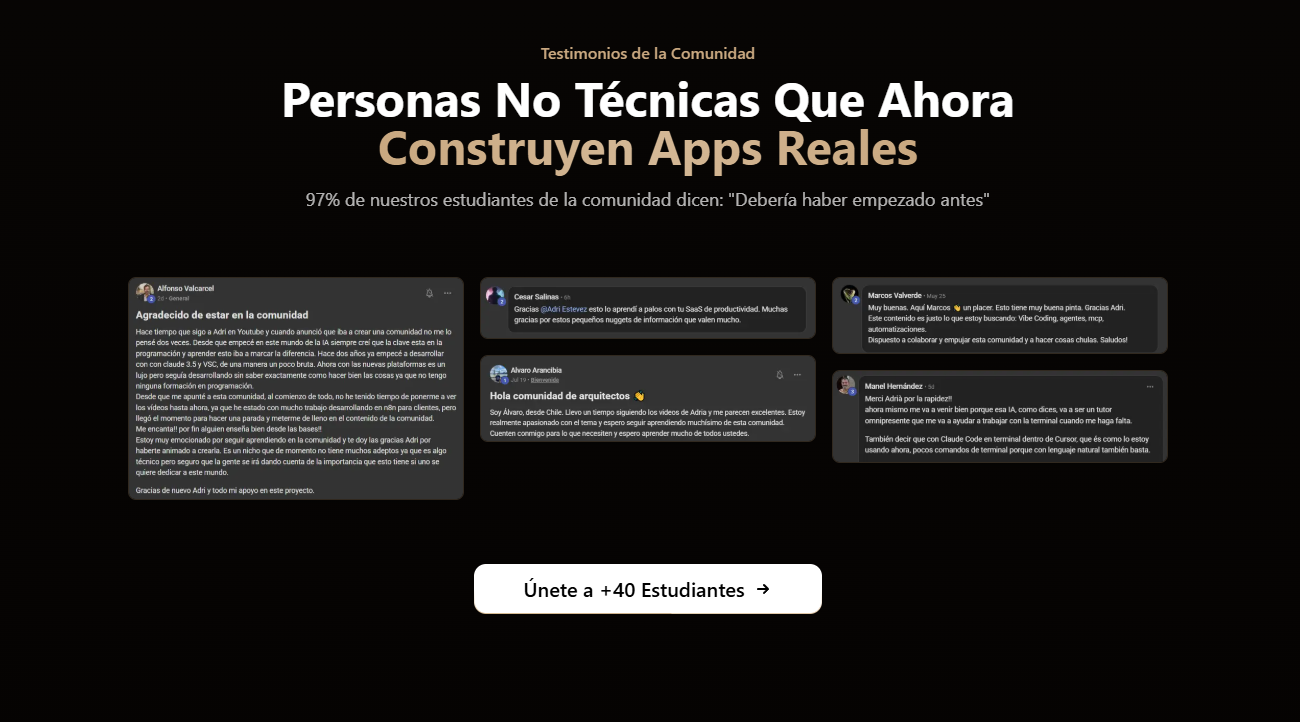 Testimonios de la Comunidad
Personas No Técnicas Que Ahora
Construyen Apps Reales
97% de nuestros estudiantes de la comunidad dicen: "Debería haber empezado antes"
Alfonso Valcarcel
2d • General
Agradecido de estar en la comunidad
Hace tiempo que sigo a Adri en Youtube y cuando anunció que iba a crear una comunidad no me lo
pensé dos veces. Desde que empecé en este mundo de la IA siempre creí que la clave esta en la
programación y aprender esto iba a marcar la diferencia. Hace dos años ya empecé a desarrollar
con con claude 3.5 y VSC, de una manera un poco bruta. Ahora con las nuevas plataformas es un
lujo pero seguía desarrollando sin saber exactamente como hacer bien las cosas ya que no tengo
ninguna formación en programación.
Desde que me apunté a esta comunidad, al comienzo de todo, no he tenido tiempo de ponerme a ver
los vídeos hasta ahora, ya que he estado con mucho trabajo desarrollando en n8n para clientes, pero
llegó el momento para hacer una parada y meterme de lleno en el contenido de la comunidad.
Me encanta!! por fin alguien enseña bien desde las bases!!
Estoy muy emocionado por seguir aprendiendo en la comunidad y te doy las gracias Adri por
haberte animado a crearla. Es un nicho que de momento no tiene muchos adeptos ya que es algo
técnico pero seguro que la gente se irá dando cuenta de la importancia que esto tiene si uno se
quiere dedicar a este mundo.
Gracias de nuevo Adri y todo mi apoyo en este proyecto.
Cesar Salinas • 6h
Gracias @Adri Estevez esto lo aprendí a palos con tu SaaS de productividad. Muchas
gracias por estos pequeños nuggets de información que valen mucho.
Alvaro Arancibia
Jul 19 • Bienvenida
Hola comunidad de arquitectos 👏
Soy Álvaro, desde Chile. Llevo un tiempo siguiendo los videos de Adria y me parecen excelentes. Estoy
realmente apasionado con el tema y espero seguir aprendiendo muchísimo de esta comunidad.
Cuenten conmigo para lo que necesiten y espero aprender mucho de todos ustedes.
Marcos Valverde • May 25
Muy buenas. Aquí Marcos 👋 un placer. Esto tiene muy buena pinta. Gracias Adri.
Este contenido es justo lo que estoy buscando: Vibe Coding, agentes, mcp,
automatizaciones.
Dispuesto a colaborar y empujar esta comunidad y a hacer cosas chulas. Saludos!
Manel Hernández • 5d
Merci Adrià por la rapidez!!
ahora mismo me va a venir bien porque esa IA, como dices, va a ser un tutor
omnipresente que me va a ayudar a trabajar con la terminal cuando me haga falta.
También decir que con Claude Code en terminal dentro de Cursor, que és como lo estoy
usando ahora, pocos comandos de terminal porque con lenguaje natural también basta.
Únete a +40 Estudiantes →